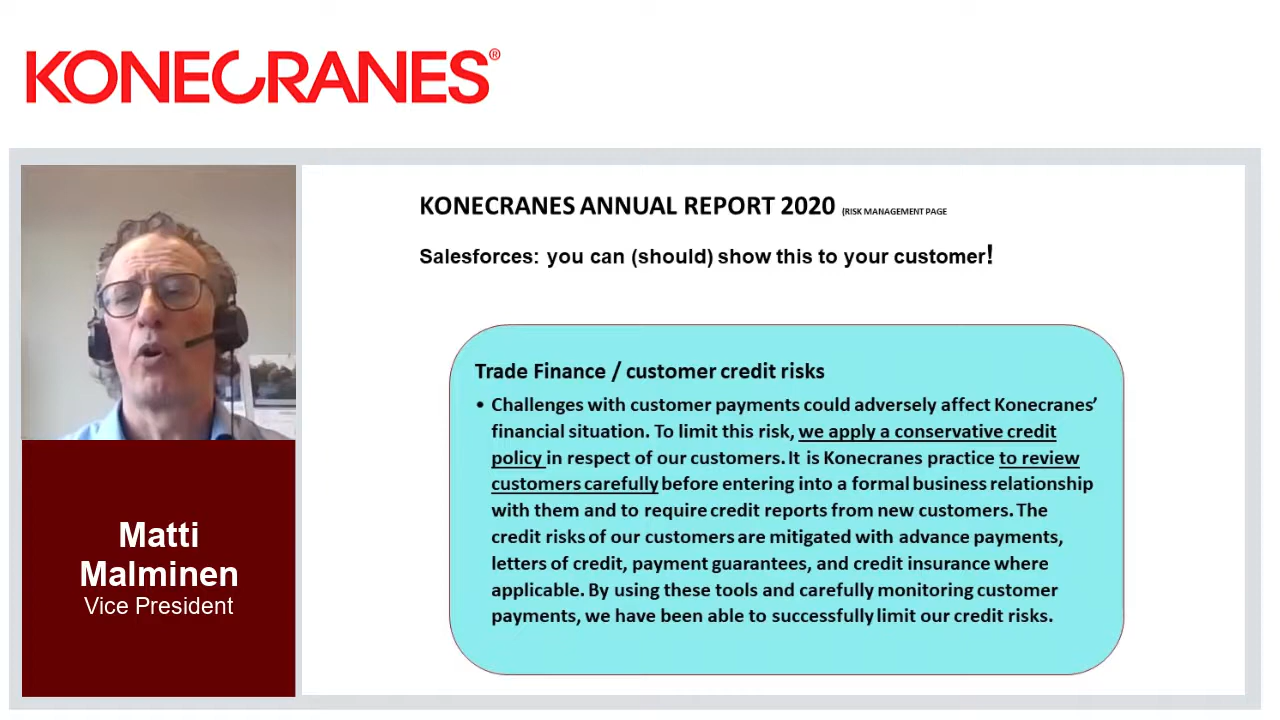 KONECRANES®
KONECRANES ANNUAL REPORT 2020 (RISK MANAGEMENT PAGE
Salesforces: you can (should) show this to your customer!
Trade Finance / customer credit risks
• Challenges with customer payments could adversely affect Konecranes’
financial situation. To limit this risk, we apply a conservative credit
policy in respect of our customers. It is Konecranes practice to review
customers carefully before entering into a formal business relationship
with them and to require credit reports from new customers. The
credit risks of our customers are mitigated with advance payments,
letters of credit, payment guarantees, and credit insurance where
applicable. By using these tools and carefully monitoring customer
payments, we have been able to successfully limit our credit risks.
Matti
Malminen
Vice President